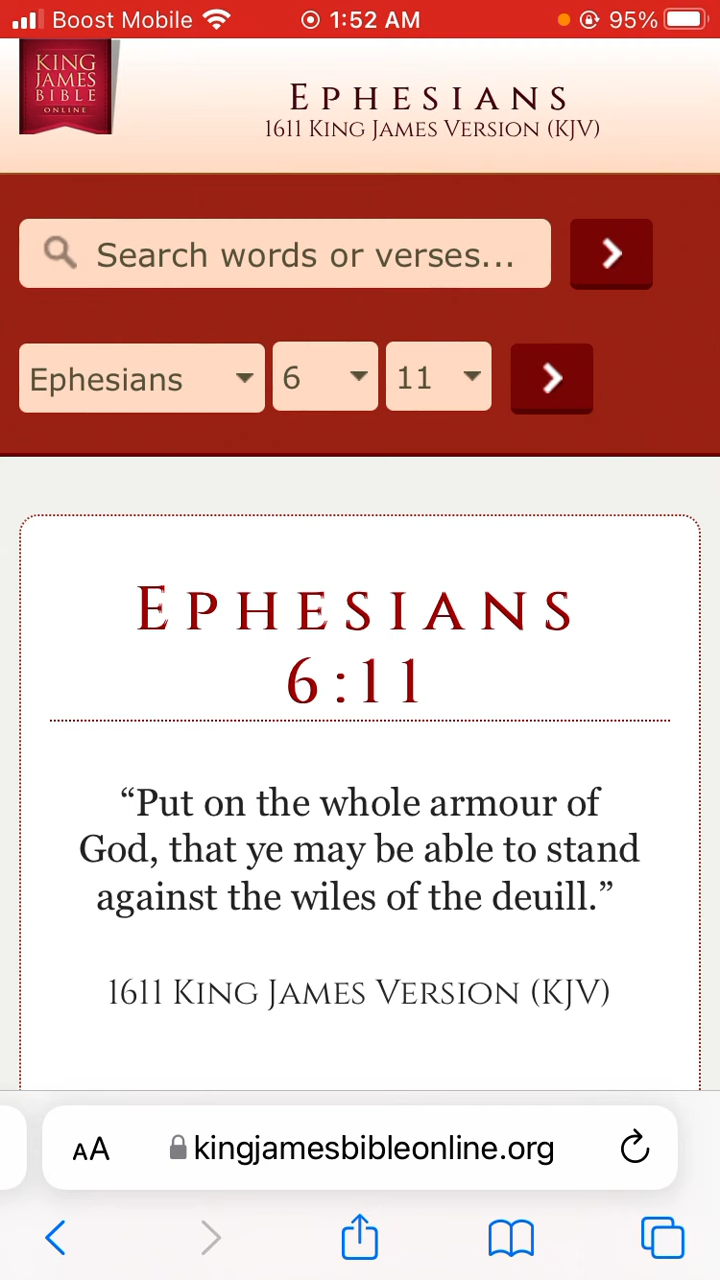 Boost Mobile 1:52 AM 95%
KING
JAMES
BIBLE
ONLINE
EPHESIANS
1611 KING JAMES VERSION (KJV)
Search words or verses...
Ephesians 6 11
EPHESIANS
6:11
“Put on the whole armour of
God, that ye may be able to stand
against the wiles of the deuill.”
1611 KING JAMES VERSION (KJV)
AA kingjamesbibleonline.org